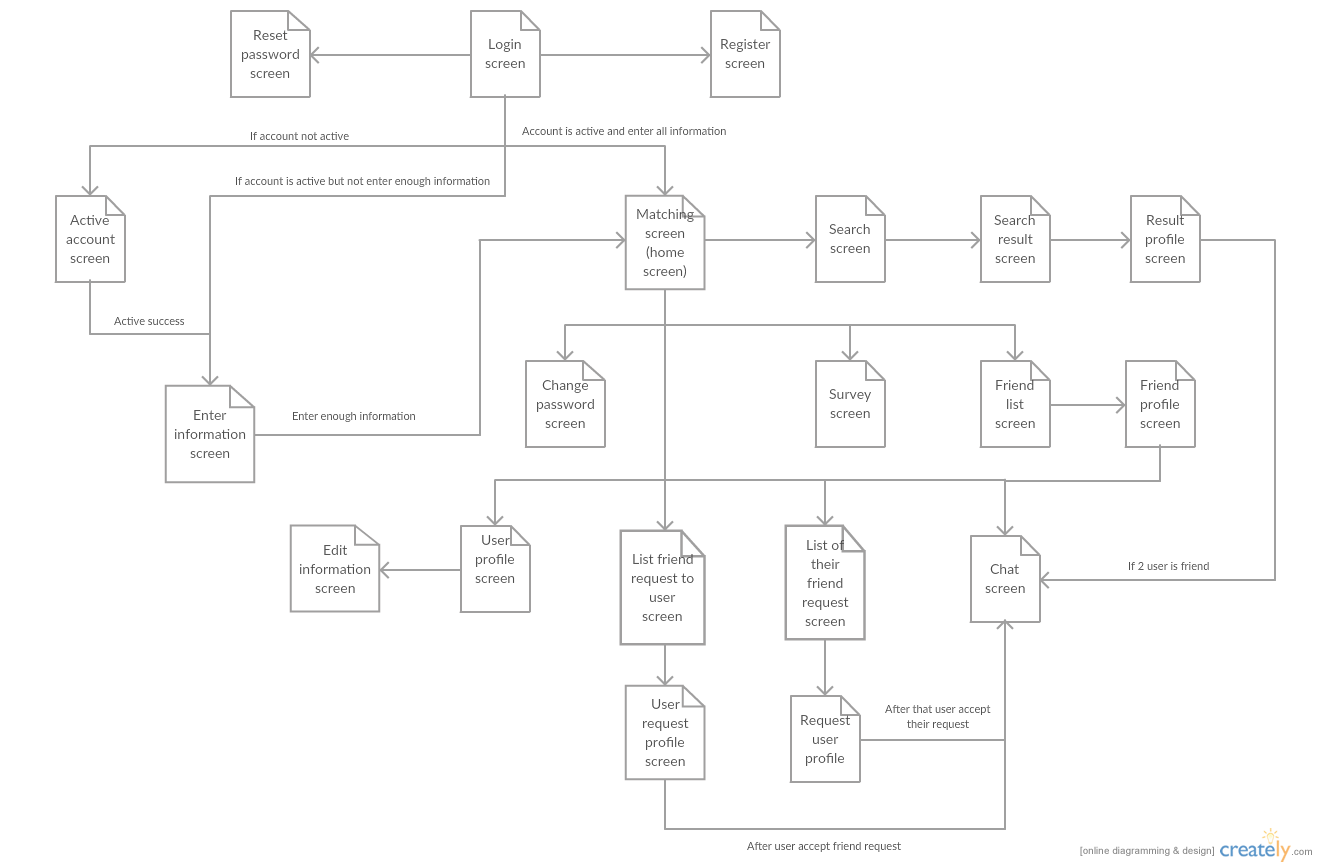 Reset
password
screen
Login
screen
Register
screen
If account not active
Account is active and enter all information
If account is active but not enter enough information
Active
account
screen
Matching
screen
(home
screen)
Search
screen
Search
result
screen
Result
profile
screen
Active success
Change
password
screen
Survey
screen
Friend
list
screen
Friend
profile
screen
Enter
information
screen
Enter enough information
Edit
information
screen
User
profile
screen
List friend
request to
user
screen
List of
their
friend
request
screen
Chat
screen
If 2 user is friend
User
request
profile
screen
Request
user
profile
After that user accept
their request
After user accept friend request
[online diagramming & design] creately.com